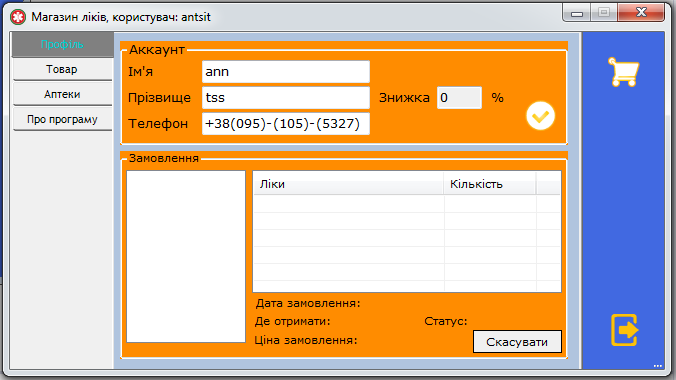 Магазин ліків, користувач: antsit
Профіль
Товар
Аптеки
Про програму
Аккаунт
Ім'я ann
Прізвище tss Знижка 0 %
Телефон +38(095)-(105)-(5327)
Замовлення
Ліки Кількість
Дата замовлення:
Де отримати: Статус:
Ціна замовлення: Скасувати
...